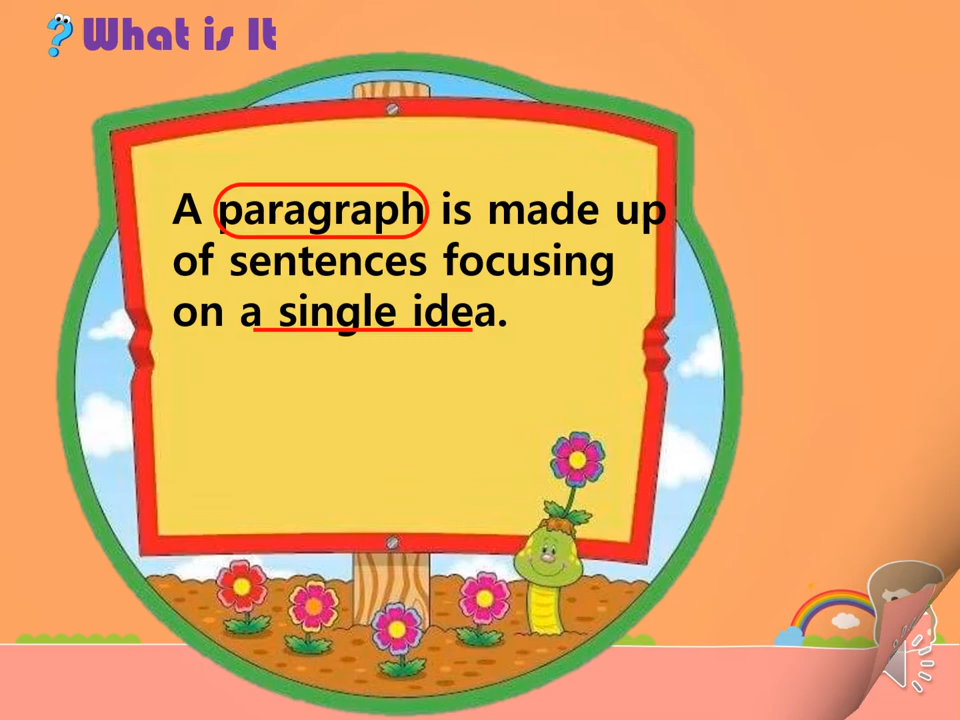 ? What is It
A paragraph is made up
of sentences focusing
on a single idea.